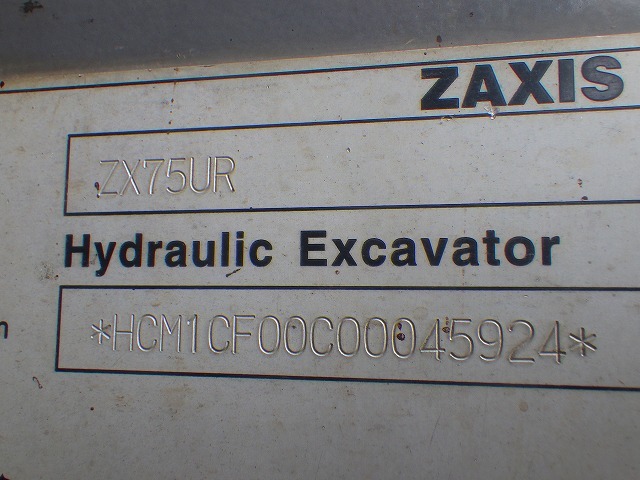 ZAXIS
ZX75UR
Hydraulic Excavator
*HCM1CF00C00045924*